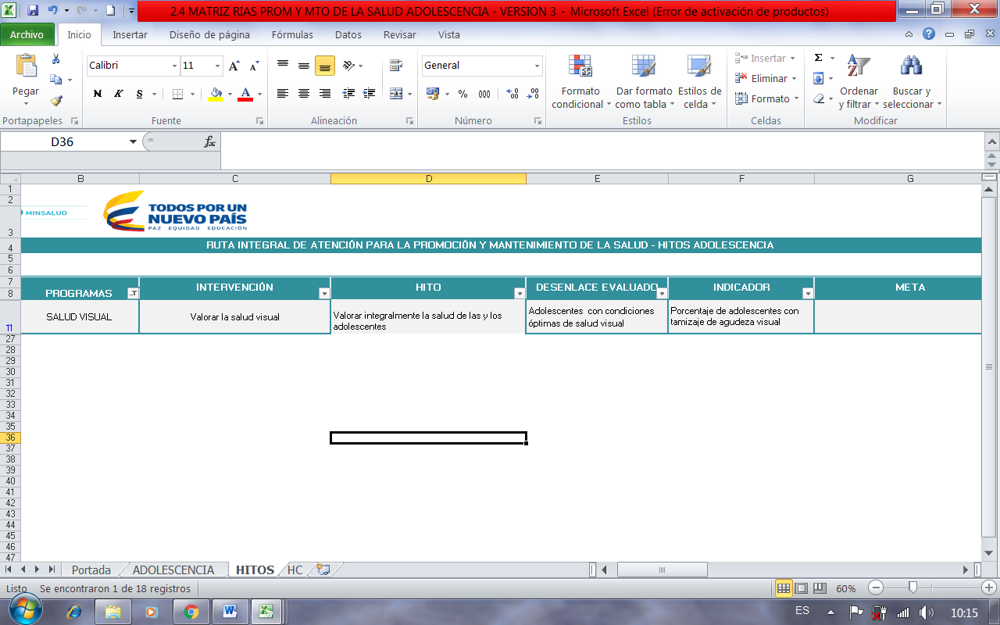 2.4 MATRIZ RIAS PROM Y MTO DE LA SALUD ADOLESCENCIA - VERSION 3 - Microsoft Excel (Error de activación de productos)
Archivo Inicio Insertar Diseño de página Fórmulas Datos Revisar Vista
Calibri 11 General
Pegar
N K S
% 000
Formato condicional
Dar formato como tabla
Estilos de celda
Insertar
Eliminar
Formato
Σ
Ordenar y filtrar
Buscar y seleccionar
Portapapeles Fuente Alineación Número Estilos Celdas Modificar
D36 fx
B C D E F G
1
2
MINSALUD
TODOS POR UN
NUEVO PAÍS
PAZ EQUIDAD EDUCACIÓN
3
4 RUTA INTEGRAL DE ATENCIÓN PARA LA PROMOCIÓN Y MANTENIMIENTO DE LA SALUD - HITOS ADOLESCENCIA
5
6
7 INTERVENCIÓN HITO DESENLACE EVALUADO INDICADOR META
8 PROGRAMAS
11 SALUD VISUAL
Valorar la salud visual
Valorar integralmente la salud de las y los
adolescentes
Adolescentes con condiciones
óptimas de salud visual
Porcentaje de adolescentes con
tamizaje de agudeza visual
27
28
29
30
31
32
33
34
35
36
37
38
39
40
41
42
43
44
45
46
47
Portada ADOLESCENCIA HITOS HC
Listo Se encontraron 1 de 18 registros 60%
ES 10:15